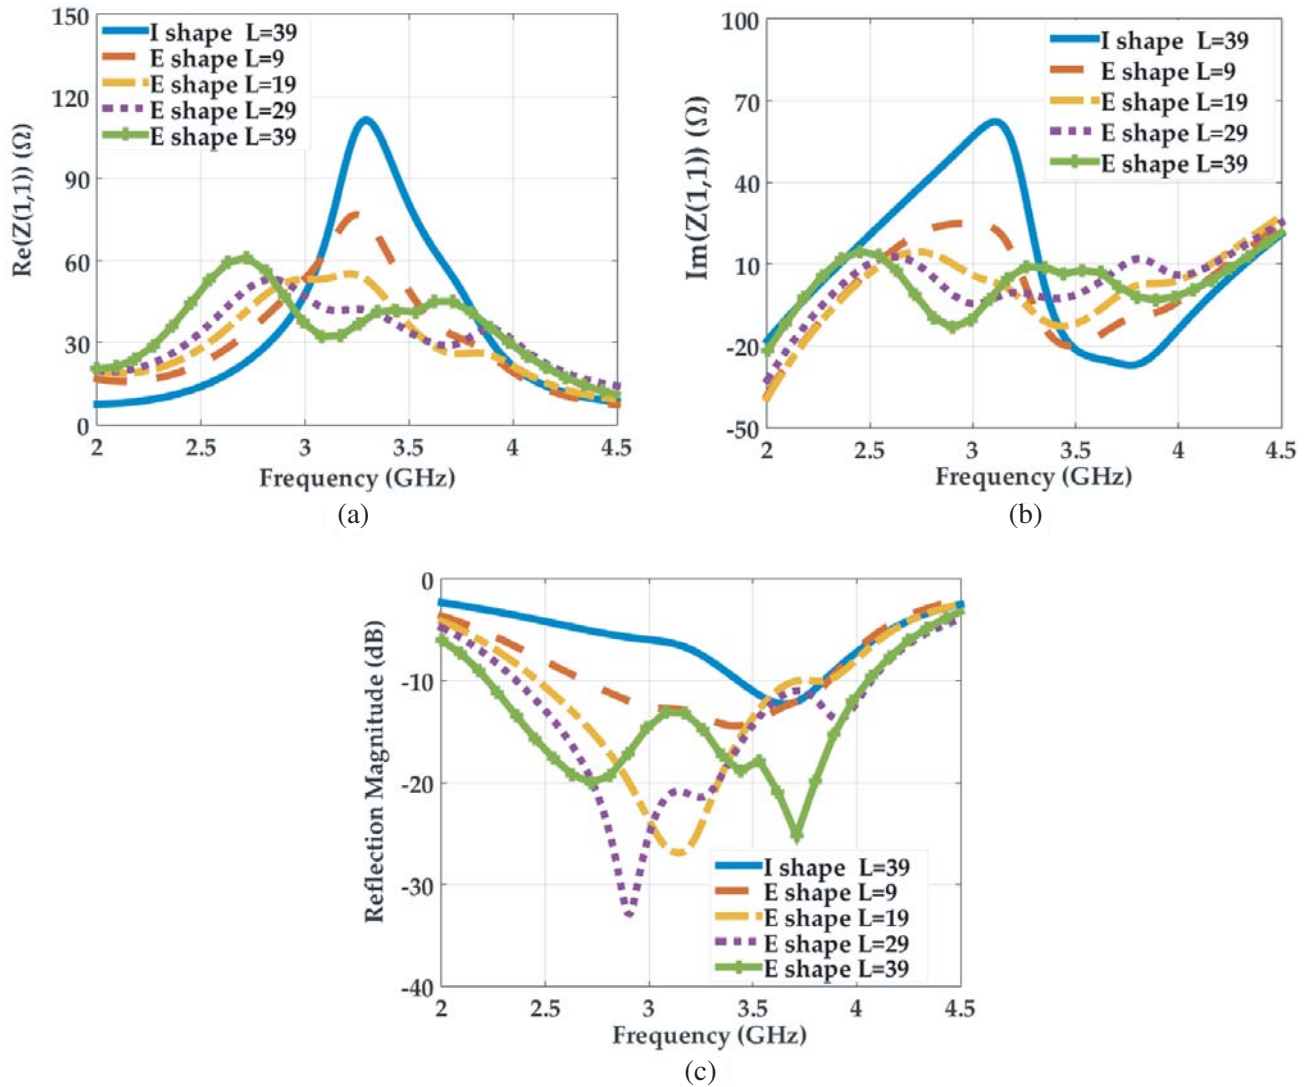 Re(Z(1,1)) (Ω)
150
120
90
60
30
0
I shape L=39
E shape L=9
E shape L=19
E shape L=29
E shape L=39
2 2.5 3 3.5 4 4.5
Frequency (GHz)
(a)
Im(Z(1,1)) (Ω)
100
70
40
10
-20
-50
I shape L=39
E shape L=9
E shape L=19
E shape L=29
E shape L=39
2 2.5 3 3.5 4 4.5
Frequency (GHz)
(b)
Reflection Magnitude (dB)
0
-10
-20
-30
-40
I shape L=39
E shape L=9
E shape L=19
E shape L=29
E shape L=39
2 2.5 3 3.5 4 4.5
Frequency (GHz)
(c)